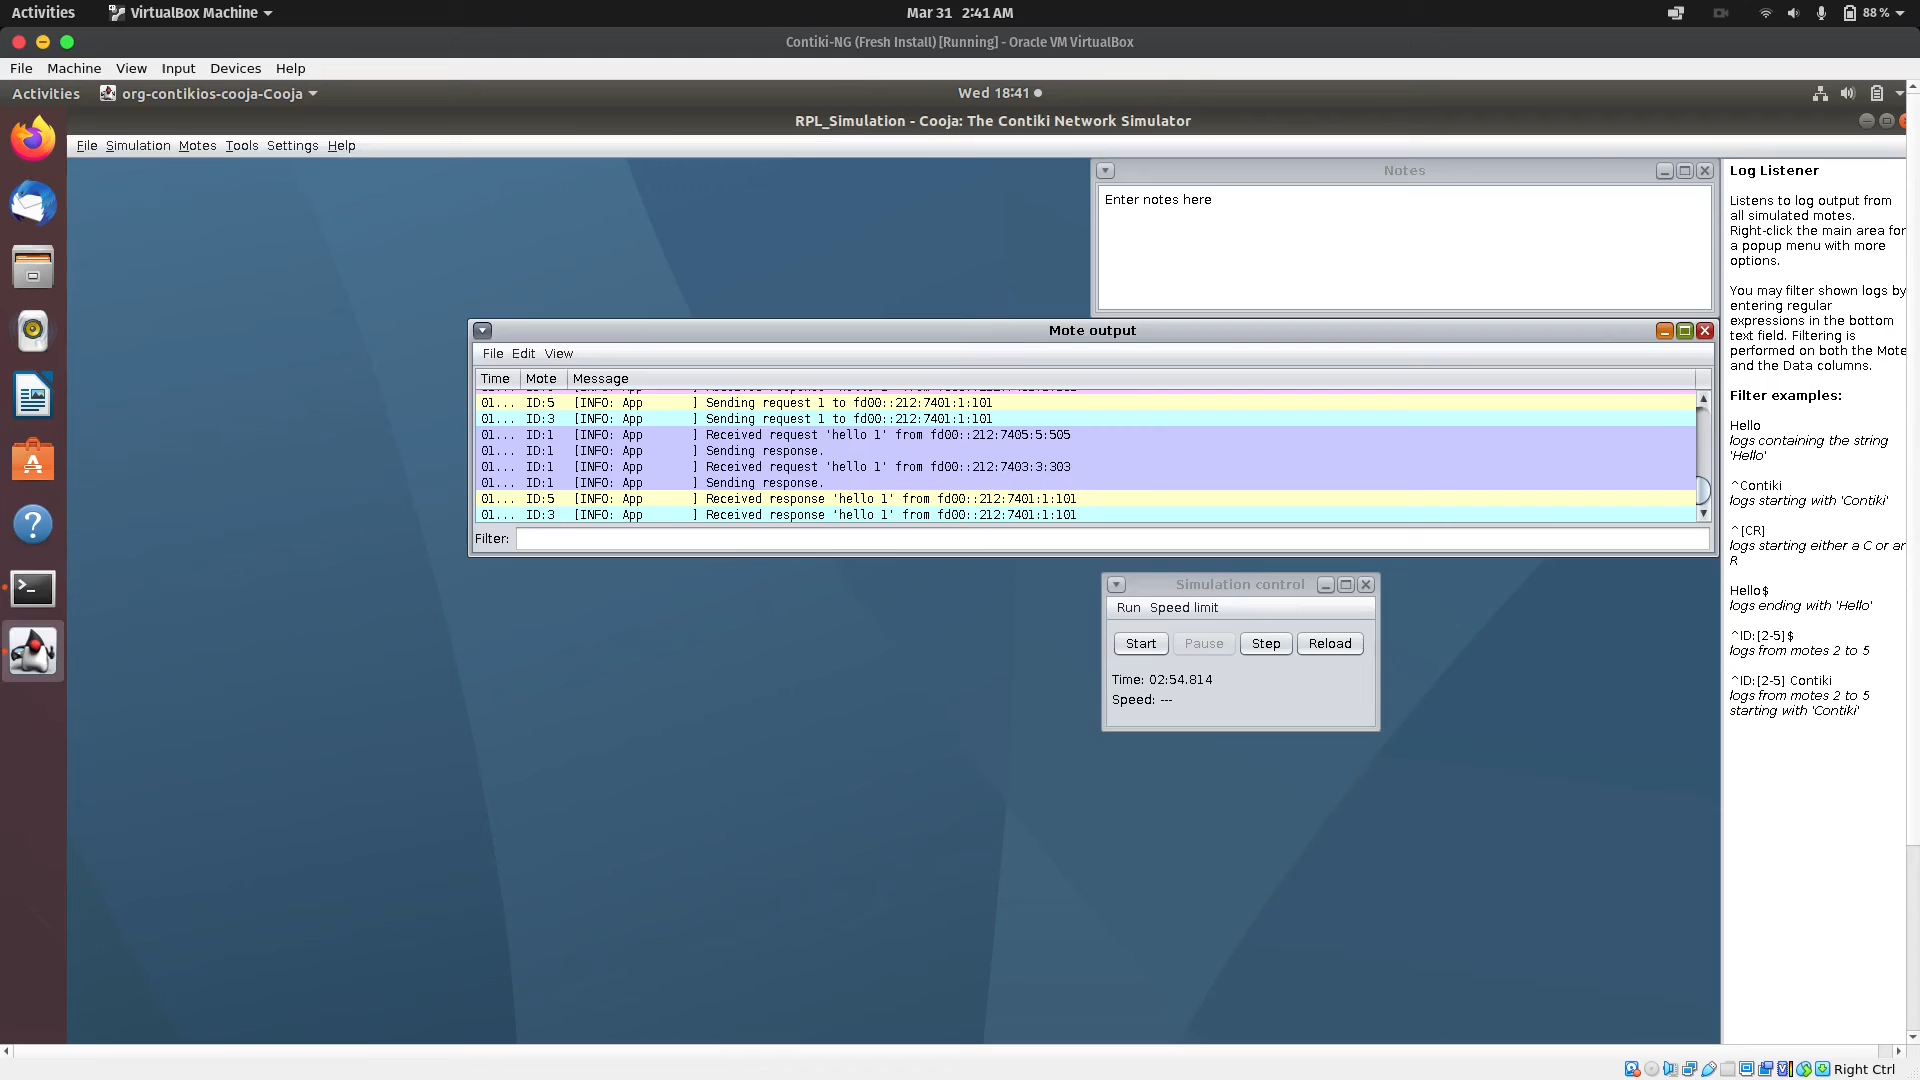 Activities VirtualBox Machine Mar 31 2:41 AM 88 %
Contiki-NG (Fresh Install) [Running] - Oracle VM VirtualBox
File Machine View Input Devices Help
Activities org-contikios-cooja-Cooja Wed 18:41
RPL_Simulation - Cooja: The Contiki Network Simulator
File Simulation Motes Tools Settings Help
Notes
Enter notes here
Mote output
File Edit View
Time Mote Message
01... ID:5 [INFO: App ] Sending request 1 to fd00::212:7401:1:101
01... ID:3 [INFO: App ] Sending request 1 to fd00::212:7401:1:101
01... ID:1 [INFO: App ] Received request 'hello 1' from fd00::212:7405:5:505
01... ID:1 [INFO: App ] Sending response.
01... ID:1 [INFO: App ] Received request 'hello 1' from fd00::212:7403:3:303
01... ID:1 [INFO: App ] Sending response.
01... ID:5 [INFO: App ] Received response 'hello 1' from fd00::212:7401:1:101
01... ID:3 [INFO: App ] Received response 'hello 1' from fd00::212:7401:1:101
Filter:
Simulation control
Run Speed limit
Start Pause Step Reload
Time: 02:54.814
Speed: ---
Log Listener
Listens to log output from
all simulated motes.
Right-click the main area for
a popup menu with more
options.
You may filter shown logs by
entering regular
expressions in the bottom
text field. Filtering is
performed on both the Mote
and the Data columns.
Filter examples:
Hello
logs containing the string
'Hello'
^Contiki
logs starting with 'Contiki'
^[CR]
logs starting either a C or ar
R
Hello$
logs ending with 'Hello'
^ID:[2-5]$
logs from motes 2 to 5
^ID:[2-5] Contiki
logs from motes 2 to 5
starting with 'Contiki'
Right Ctrl